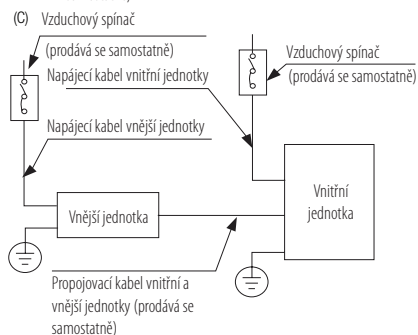 (C) Vzduchový spínač
(prodává se samostatně)
Napájecí kabel vnitřní jednotky
Napájecí kabel vnější jednotky
Vzduchový spínač
(prodává se samostatně)
Vnější jednotka
Vnitřní
jednotka
Propojovací kabel vnitřní a
vnější jednotky (prodává se
samostatně)